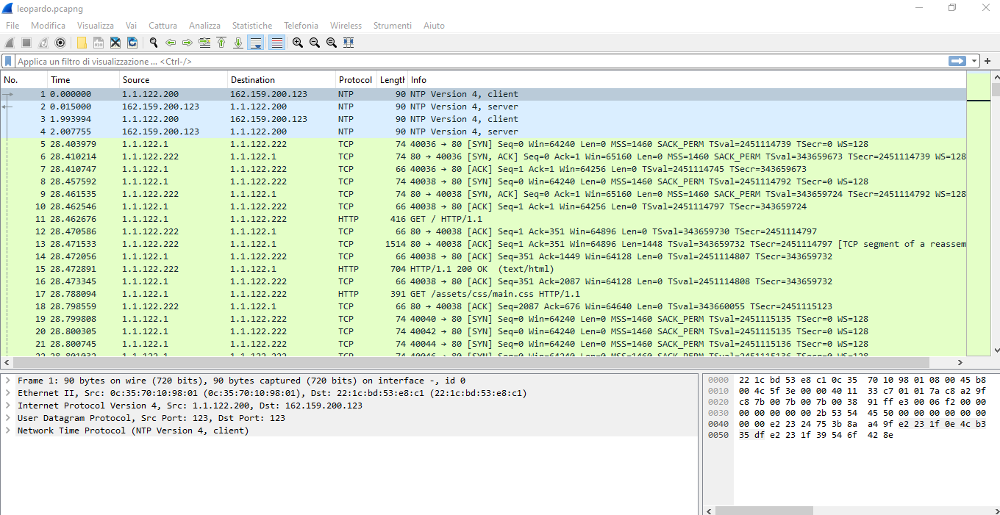 leopardo.pcapng
File Modifica Visualizza Vai Cattura Analizza Statistiche Telefonia Wireless Strumenti Aiuto
Applica un filtro di visualizzazione ... <Ctrl-/>
No. Time Source Destination Protocol Length Info
1 0.000000 1.1.122.200 162.159.200.123 NTP 90 NTP Version 4, client
2 0.015000 162.159.200.123 1.1.122.200 NTP 90 NTP Version 4, server
3 1.993994 1.1.122.200 162.159.200.123 NTP 90 NTP Version 4, client
4 2.007755 162.159.200.123 1.1.122.200 NTP 90 NTP Version 4, server
5 28.403979 1.1.122.1 1.1.122.222 TCP 74 40036 → 80 [SYN] Seq=0 Win=64240 Len=0 MSS=1460 SACK_PERM TSval=2451114739 TSecr=0 WS=128
6 28.410214 1.1.122.222 1.1.122.1 TCP 74 80 → 40036 [SYN, ACK] Seq=0 Ack=1 Win=65160 Len=0 MSS=1460 SACK_PERM TSval=343659673 TSecr=2451114739 WS=128
7 28.410747 1.1.122.1 1.1.122.222 TCP 66 40036 → 80 [ACK] Seq=1 Ack=1 Win=64256 Len=0 TSval=2451114745 TSecr=343659673
8 28.457592 1.1.122.1 1.1.122.222 TCP 74 40038 → 80 [SYN] Seq=0 Win=64240 Len=0 MSS=1460 SACK_PERM TSval=2451114792 TSecr=0 WS=128
9 28.461535 1.1.122.222 1.1.122.1 TCP 74 80 → 40038 [SYN, ACK] Seq=0 Ack=1 Win=65160 Len=0 MSS=1460 SACK_PERM TSval=343659724 TSecr=2451114792 WS=128
10 28.462546 1.1.122.1 1.1.122.222 TCP 66 40038 → 80 [ACK] Seq=1 Ack=1 Win=64256 Len=0 TSval=2451114797 TSecr=343659724
11 28.462676 1.1.122.1 1.1.122.222 HTTP 416 GET / HTTP/1.1
12 28.470586 1.1.122.222 1.1.122.1 TCP 66 80 → 40038 [ACK] Seq=1 Ack=351 Win=64896 Len=0 TSval=343659730 TSecr=2451114797
13 28.471533 1.1.122.222 1.1.122.1 TCP 1514 80 → 40038 [ACK] Seq=1 Ack=351 Win=64896 Len=1448 TSval=343659732 TSecr=2451114797 [TCP segment of a reassem
14 28.472056 1.1.122.1 1.1.122.222 TCP 66 40038 → 80 [ACK] Seq=351 Ack=1449 Win=64128 Len=0 TSval=2451114807 TSecr=343659732
15 28.472891 1.1.122.222 1.1.122.1 HTTP 704 HTTP/1.1 200 OK (text/html)
16 28.473345 1.1.122.1 1.1.122.222 TCP 66 40038 → 80 [ACK] Seq=351 Ack=2087 Win=64128 Len=0 TSval=2451114808 TSecr=343659732
17 28.788094 1.1.122.1 1.1.122.222 HTTP 391 GET /assets/css/main.css HTTP/1.1
18 28.798559 1.1.122.222 1.1.122.1 TCP 66 80 → 40038 [ACK] Seq=2087 Ack=676 Win=64640 Len=0 TSval=343660055 TSecr=2451115123
19 28.799808 1.1.122.1 1.1.122.222 TCP 74 40040 → 80 [SYN] Seq=0 Win=64240 Len=0 MSS=1460 SACK_PERM TSval=2451115135 TSecr=0 WS=128
20 28.800305 1.1.122.1 1.1.122.222 TCP 74 40042 → 80 [SYN] Seq=0 Win=64240 Len=0 MSS=1460 SACK_PERM TSval=2451115135 TSecr=0 WS=128
21 28.800745 1.1.122.1 1.1.122.222 TCP 74 40044 → 80 [SYN] Seq=0 Win=64240 Len=0 MSS=1460 SACK_PERM TSval=2451115136 TSecr=0 WS=128
Frame 1: 90 bytes on wire (720 bits), 90 bytes captured (720 bits) on interface -, id 0
Ethernet II, Src: 0c:35:70:10:98:01 (0c:35:70:10:98:01), Dst: 22:1c:bd:53:e8:c1 (22:1c:bd:53:e8:c1)
Internet Protocol Version 4, Src: 1.1.122.200, Dst: 162.159.200.123
User Datagram Protocol, Src Port: 123, Dst Port: 123
Network Time Protocol (NTP Version 4, client)
0000 22 1c bd 53 e8 c1 0c 35 70 10 98 01 08 00 45 b8
0010 00 4c 5f 3e 00 00 40 11 33 c7 01 01 7a c8 a2 9f
0020 c8 7b 00 7b 00 7b 00 38 91 ff e3 00 06 f2 00 00
0030 00 00 00 00 00 2b 53 54 45 50 00 00 00 00 00 00
0040 00 00 e2 23 24 75 3b 8a a4 9f e2 23 1f 0e 4c b3
0050 35 df e2 23 1f 39 54 6f 42 8e